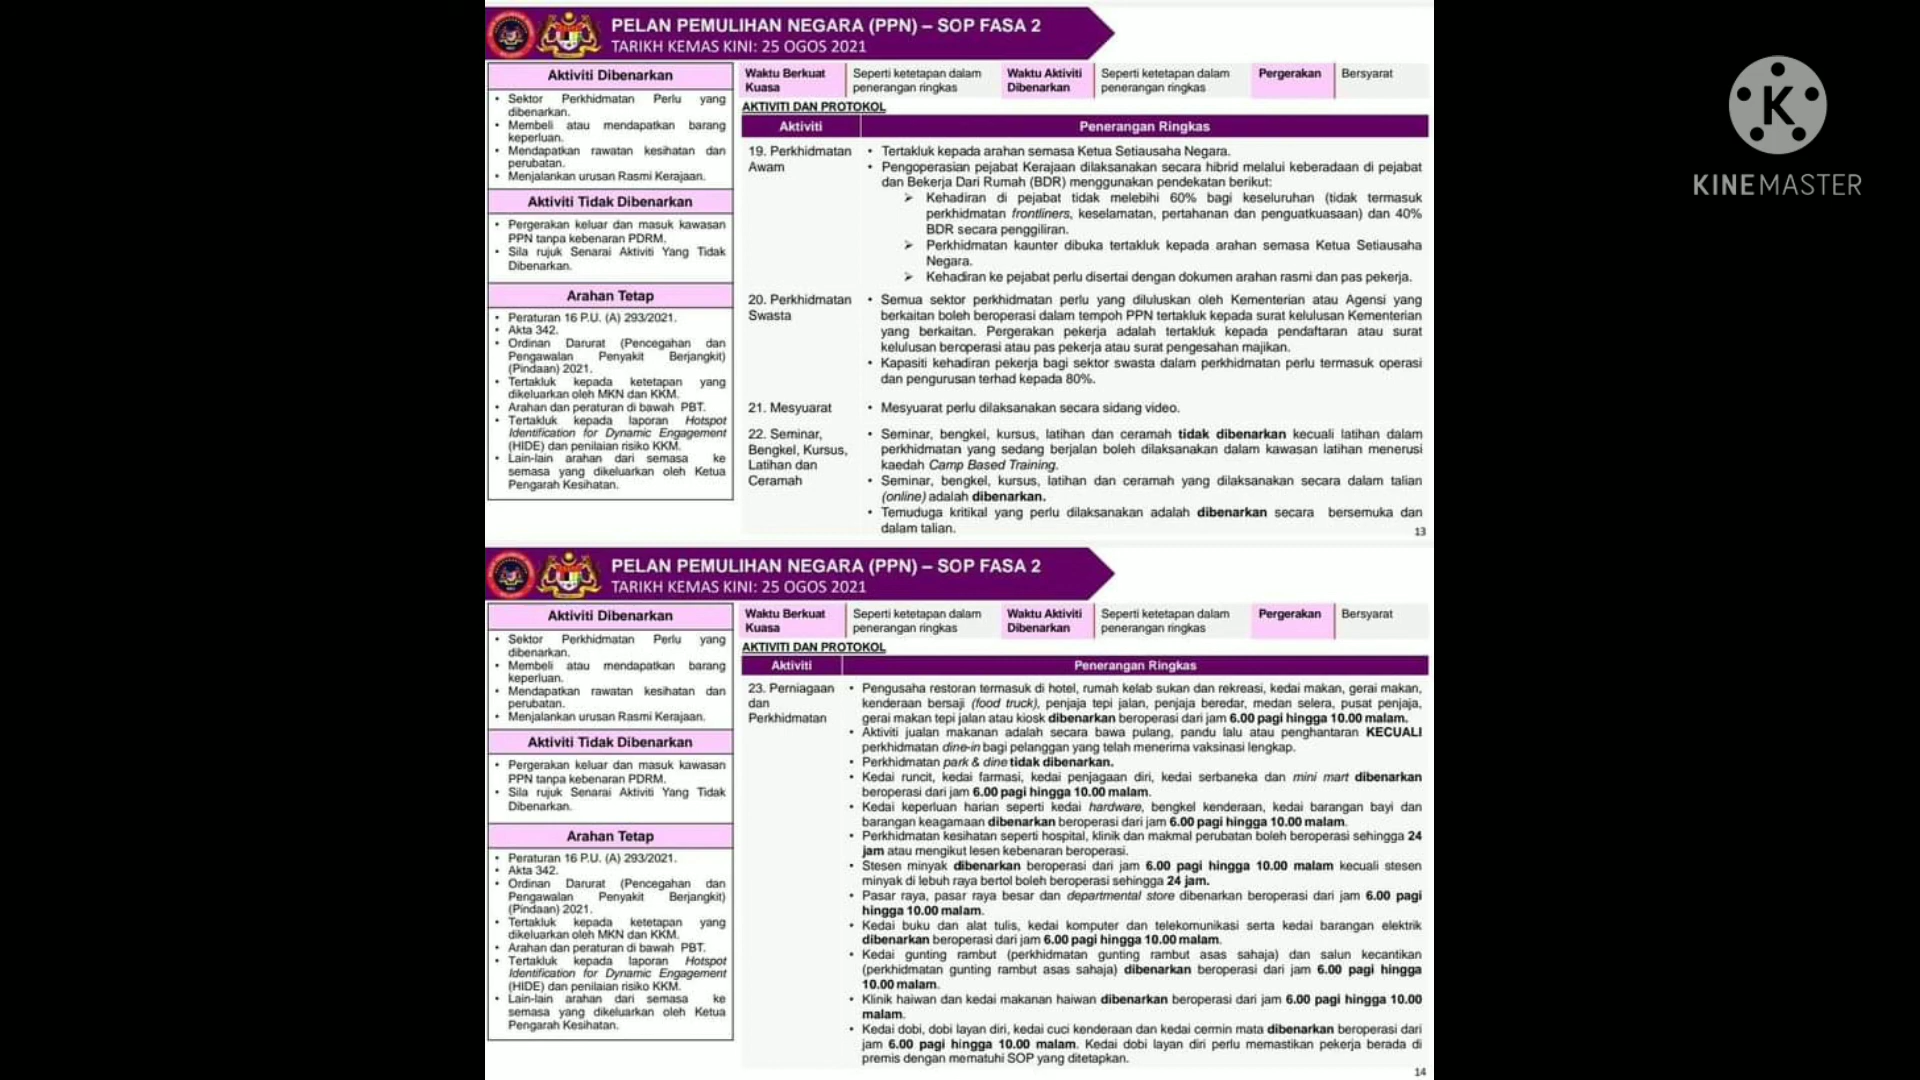 PELAN PEMULIHAN NEGARA (PPN) – SOP FASA 2
TARIKH KEMAS KINI: 25 OGOS 2021
Aktiviti Dibenarkan
• Sektor Perkhidmatan Perlu yang
dibenarkan.
• Membeli atau mendapatkan barang
keperluan.
• Mendapatkan rawatan kesihatan dan
perubatan.
• Menjalankan urusan Rasmi Kerajaan.
Aktiviti Tidak Dibenarkan
• Pergerakan keluar dan masuk kawasan
PPN tanpa kebenaran PDRM.
• Sila rujuk Senarai Aktiviti Yang Tidak
Dibenarkan.
Arahan Tetap
• Peraturan 16 P.U. (A) 293/2021.
• Akta 342.
• Ordinan Darurat (Pencegahan dan
Pengawalan Penyakit Berjangkit)
(Pindaan) 2021.
• Tertakluk kepada ketetapan yang
dikeluarkan oleh MKN dan KKM.
• Arahan dan peraturan di bawah PBT.
• Tertakluk kepada laporan Hotspot
Identification for Dynamic Engagement
(HIDE) dan penilaian risiko KKM.
• Lain-lain arahan dari semasa ke
semasa yang dikeluarkan oleh Ketua
Pengarah Kesihatan.
Waktu Berkuat
Kuasa
Seperti ketetapan dalam
penerangan ringkas
Waktu Aktiviti
Dibenarkan
Seperti ketetapan dalam
penerangan ringkas
Pergerakan
Bersyarat
AKTIVITI DAN PROTOKOL
Aktiviti
Penerangan Ringkas
19. Perkhidmatan
Awam
• Tertakluk kepada arahan semasa Ketua Setiausaha Negara.
• Pengoperasian pejabat Kerajaan dilaksanakan secara hibrid melalui keberadaan di pejabat
dan Bekerja Dari Rumah (BDR) menggunakan pendekatan berikut:
➢ Kehadiran di pejabat tidak melebihi 60% bagi keseluruhan (tidak termasuk
perkhidmatan frontliners, keselamatan, pertahanan dan penguatkuasaan) dan 40%
BDR secara penggiliran.
➢ Perkhidmatan kaunter dibuka tertakluk kepada arahan semasa Ketua Setiausaha
Negara.
➢ Kehadiran ke pejabat perlu disertai dengan dokumen arahan rasmi dan pas pekerja.
20. Perkhidmatan
Swasta
• Semua sektor perkhidmatan perlu yang diluluskan oleh Kementerian atau Agensi yang
berkaitan boleh beroperasi dalam tempoh PPN tertakluk kepada surat kelulusan Kementerian
yang berkaitan. Pergerakan pekerja adalah tertakluk kepada pendaftaran atau surat
kelulusan beroperasi atau pas pekerja atau surat pengesahan majikan.
• Kapasiti kehadiran pekerja bagi sektor swasta dalam perkhidmatan perlu termasuk operasi
dan pengurusan terhad kepada 80%.
21. Mesyuarat
• Mesyuarat perlu dilaksanakan secara sidang video.
22. Seminar,
Bengkel, Kursus,
Latihan dan
Ceramah
• Seminar, bengkel, kursus, latihan dan ceramah tidak dibenarkan kecuali latihan dalam
perkhidmatan yang sedang berjalan boleh dilaksanakan dalam kawasan latihan menerusi
kaedah Camp Based Training.
• Seminar, bengkel, kursus, latihan dan ceramah yang dilaksanakan secara dalam talian
(online) adalah dibenarkan.
• Temuduga kritikal yang perlu dilaksanakan adalah dibenarkan secara bersemuka dan
dalam talian.
13
PELAN PEMULIHAN NEGARA (PPN) – SOP FASA 2
TARIKH KEMAS KINI: 25 OGOS 2021
Aktiviti Dibenarkan
• Sektor Perkhidmatan Perlu yang
dibenarkan.
• Membeli atau mendapatkan barang
keperluan.
• Mendapatkan rawatan kesihatan dan
perubatan.
• Menjalankan urusan Rasmi Kerajaan.
Aktiviti Tidak Dibenarkan
• Pergerakan keluar dan masuk kawasan
PPN tanpa kebenaran PDRM.
• Sila rujuk Senarai Aktiviti Yang Tidak
Dibenarkan.
Arahan Tetap
• Peraturan 16 P.U. (A) 293/2021.
• Akta 342.
• Ordinan Darurat (Pencegahan dan
Pengawalan Penyakit Berjangkit)
(Pindaan) 2021.
• Tertakluk kepada ketetapan yang
dikeluarkan oleh MKN dan KKM.
• Arahan dan peraturan di bawah PBT.
• Tertakluk kepada laporan Hotspot
Identification for Dynamic Engagement
(HIDE) dan penilaian risiko KKM.
• Lain-lain arahan dari semasa ke
semasa yang dikeluarkan oleh Ketua
Pengarah Kesihatan.
Waktu Berkuat
Kuasa
Seperti ketetapan dalam
penerangan ringkas
Waktu Aktiviti
Dibenarkan
Seperti ketetapan dalam
penerangan ringkas
Pergerakan
Bersyarat
AKTIVITI DAN PROTOKOL
Aktiviti
Penerangan Ringkas
23. Perniagaan
dan
Perkhidmatan
• Pengusaha restoran termasuk di hotel, rumah kelab sukan dan rekreasi, kedai makan, gerai makan,
kenderaan bersaji (food truck), penjaja tepi jalan, penjaja beredar, medan selera, pusat penjaja,
gerai makan tepi jalan atau kiosk dibenarkan beroperasi dari jam 6.00 pagi hingga 10.00 malam.
• Aktiviti jualan makanan adalah secara bawa pulang, pandu lalu atau penghantaran KECUALI
perkhidmatan dine-in bagi pelanggan yang telah menerima vaksinasi lengkap.
• Perkhidmatan park & dine tidak dibenarkan.
• Kedai runcit, kedai farmasi, kedai penjagaan diri, kedai serbaneka dan mini mart dibenarkan
beroperasi dari jam 6.00 pagi hingga 10.00 malam.
• Kedai keperluan harian seperti kedai hardware, bengkel kenderaan, kedai barangan bayi dan
barangan keagamaan dibenarkan beroperasi dari jam 6.00 pagi hingga 10.00 malam.
• Perkhidmatan kesihatan seperti hospital, klinik dan makmal perubatan boleh beroperasi sehingga 24
jam atau mengikut lesen kebenaran beroperasi.
• Stesen minyak dibenarkan beroperasi dari jam 6.00 pagi hingga 10.00 malam kecuali stesen
minyak di lebuh raya bertol boleh beroperasi sehingga 24 jam.
• Pasar raya, pasar raya besar dan departmental store dibenarkan beroperasi dari jam 6.00 pagi
hingga 10.00 malam.
• Kedai buku dan alat tulis, kedai komputer dan telekomunikasi serta kedai barangan elektrik
dibenarkan beroperasi dari jam 6.00 pagi hingga 10.00 malam.
• Kedai gunting rambut (perkhidmatan gunting rambut asas sahaja) dan salun kecantikan
(perkhidmatan gunting rambut asas sahaja) dibenarkan beroperasi dari jam 6.00 pagi hingga
10.00 malam.
• Klinik haiwan dan kedai makanan haiwan dibenarkan beroperasi dari jam 6.00 pagi hingga 10.00
malam.
• Kedai dobi, dobi layan diri, kedai cuci kenderaan dan kedai cermin mata dibenarkan beroperasi dari
jam 6.00 pagi hingga 10.00 malam. Kedai dobi layan diri perlu memastikan pekerja berada di
premis dengan mematuhi SOP yang ditetapkan.
14
K
KINEMASTER